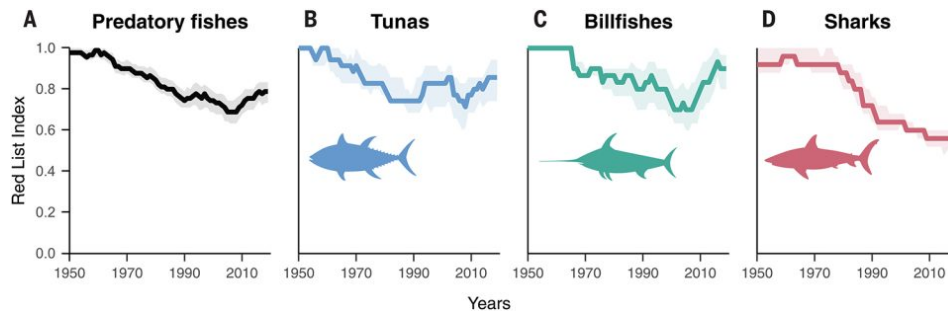 A Predatory fishes
B Tunas
C Billfishes
D Sharks
Red List Index
1.0
0.8
0.6
0.4
0.2
0.0
1950 1970 1990 2010
1950 1970 1990 2010
1950 1970 1990 2010
1950 1970 1990 2010
Years